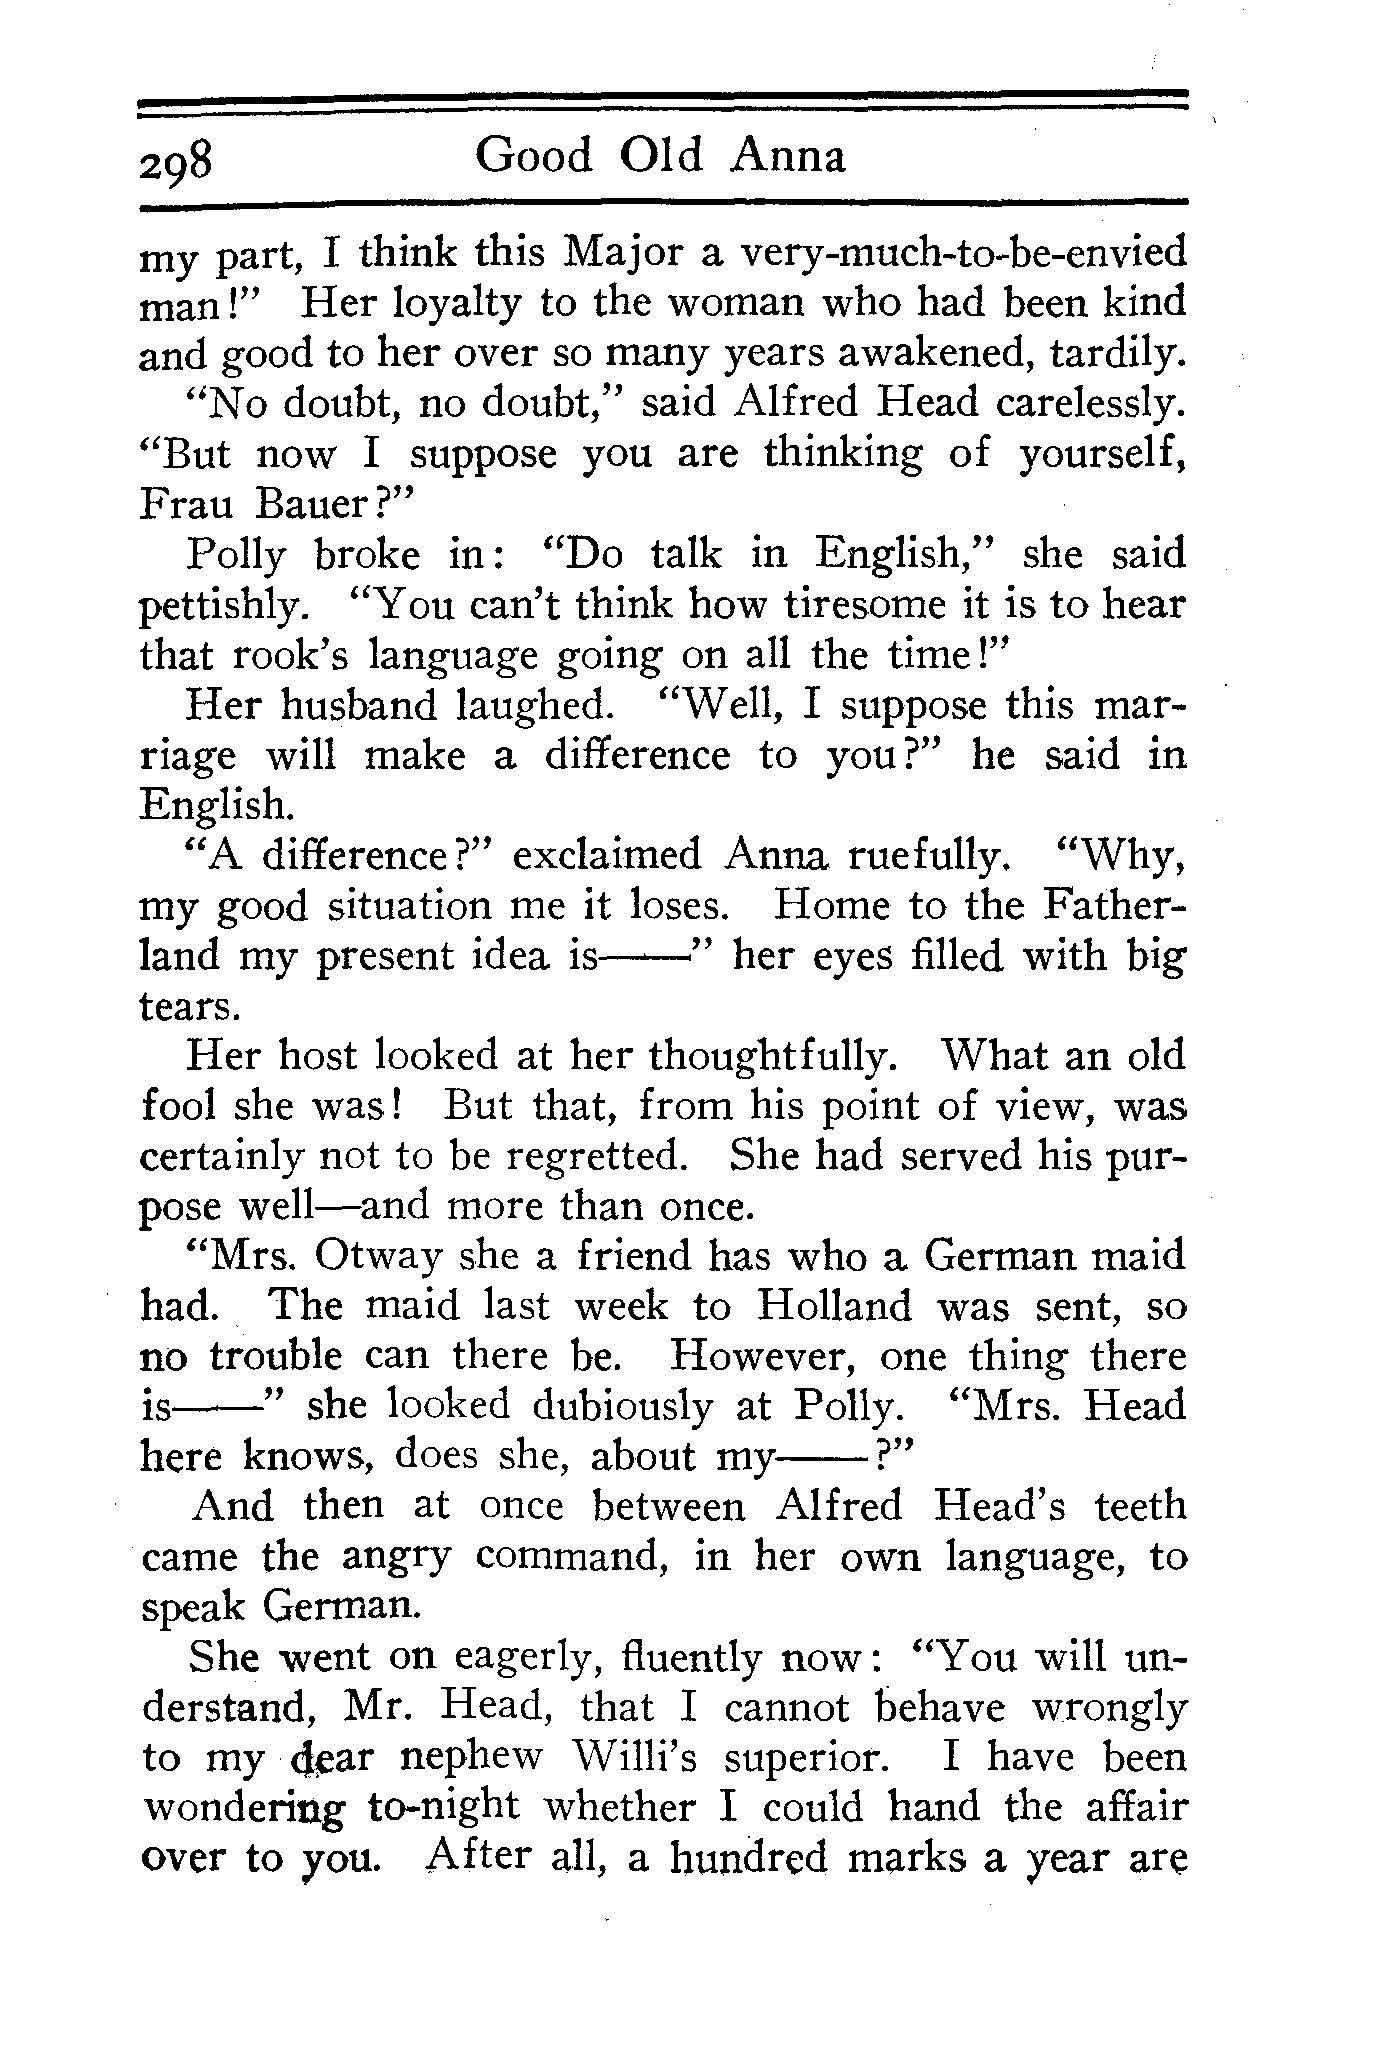 298 Good Old Anna
my part, I think this Major a very-much-to-be-envied
man!" Her loyalty to the woman who had been kind
and good to her over so many years awakened, tardily.
"No doubt, no doubt," said Alfred Head carelessly.
"But now I suppose you are thinking of yourself,
Frau Bauer?"
Polly broke in: "Do talk in English," she said
pettishly. "You can't think how tiresome it is to hear
that rook's language going on all the time!"
Her husband laughed. "Well, I suppose this mar-
riage will make a difference to you?" he said in
English.
"A difference?" exclaimed Anna ruefully. "Why,
my good situation me it loses. Home to the Father-
land my present idea is——" her eyes filled with big
tears.
Her host looked at her thoughtfully. What an old
fool she was! But that, from his point of view, was
certainly not to be regretted. She had served his pur-
pose well—and more than once.
"Mrs. Otway she a friend has who a German maid
had. The maid last week to Holland was sent, so
no trouble can there be. However, one thing there
is——" she looked dubiously at Polly. "Mrs. Head
here knows, does she, about my——?"
And then at once between Alfred Head's teeth
came the angry command, in her own language, to
speak German.
She went on eagerly, fluently now: "You will un-
derstand, Mr. Head, that I cannot behave wrongly
to my dear nephew Willi's superior. I have been
wondering to-night whether I could hand the affair
over to you. After all, a hundred marks a year are